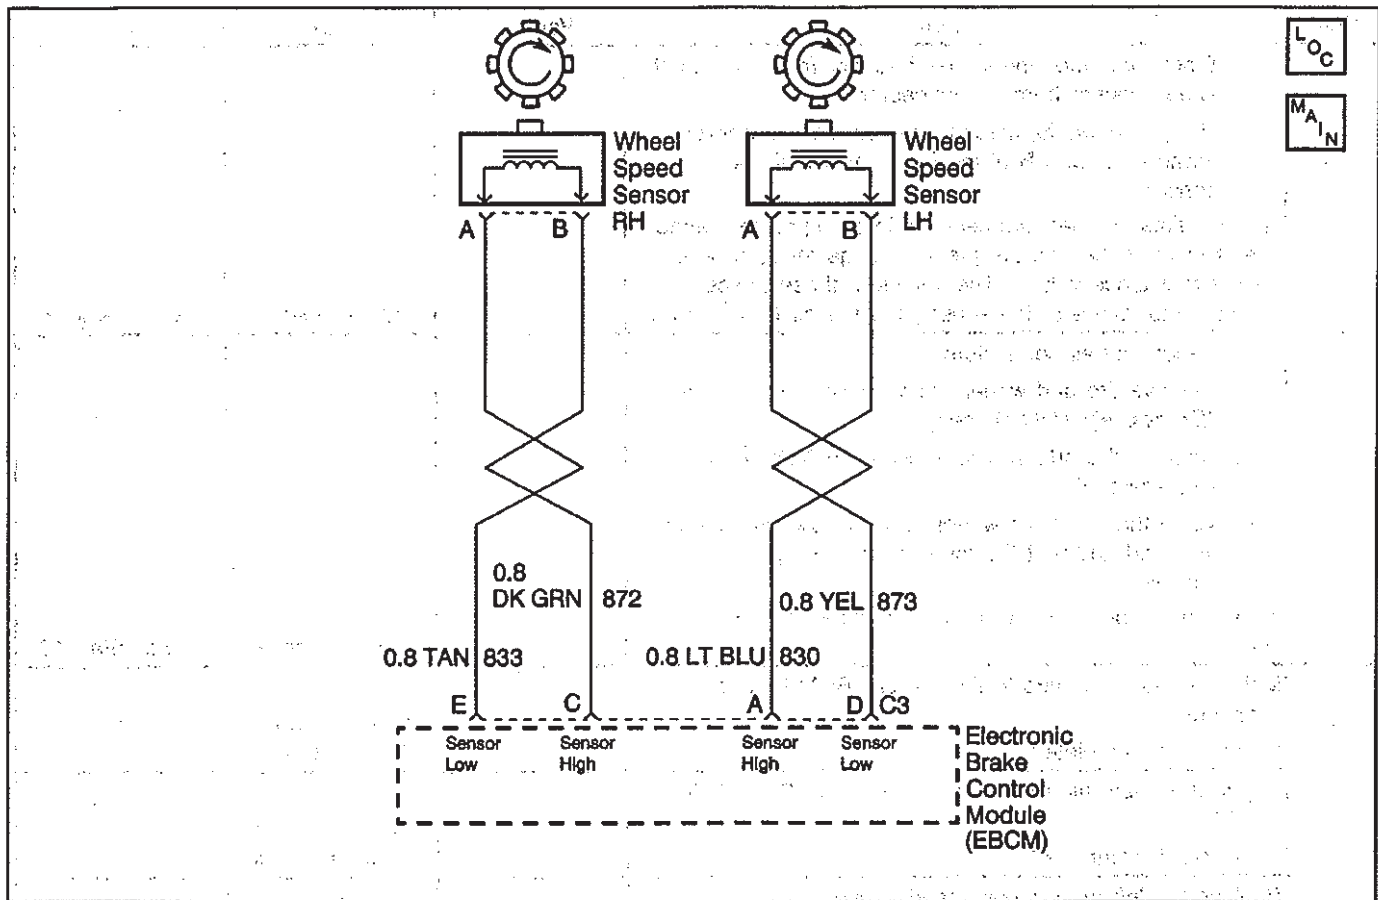 L
O
C
M
A
I
N
Wheel
Speed
Sensor
RH
Wheel
Speed
Sensor
LH
A B A B
0.8
DK GRN 872
0.8 YEL 873
0.8 TAN 833
0.8 LT BLU 830
E C A D C3
Sensor
Low
Sensor
High
Sensor
High
Sensor
Low
Electronic
Brake
Control
Module
(EBCM)